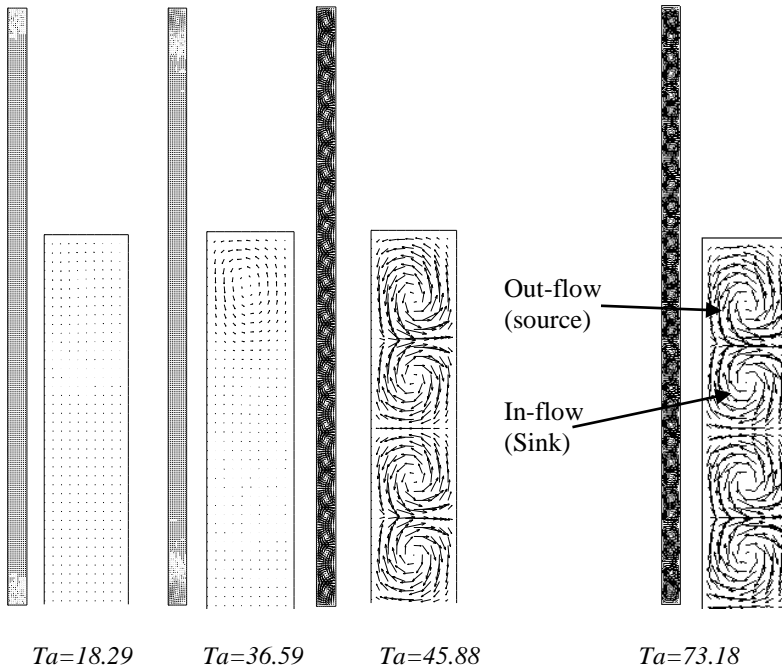 Out-flow
(source)
In-flow
(Sink)
Ta=18.29
Ta=36.59
Ta=45.88
Ta=73.18